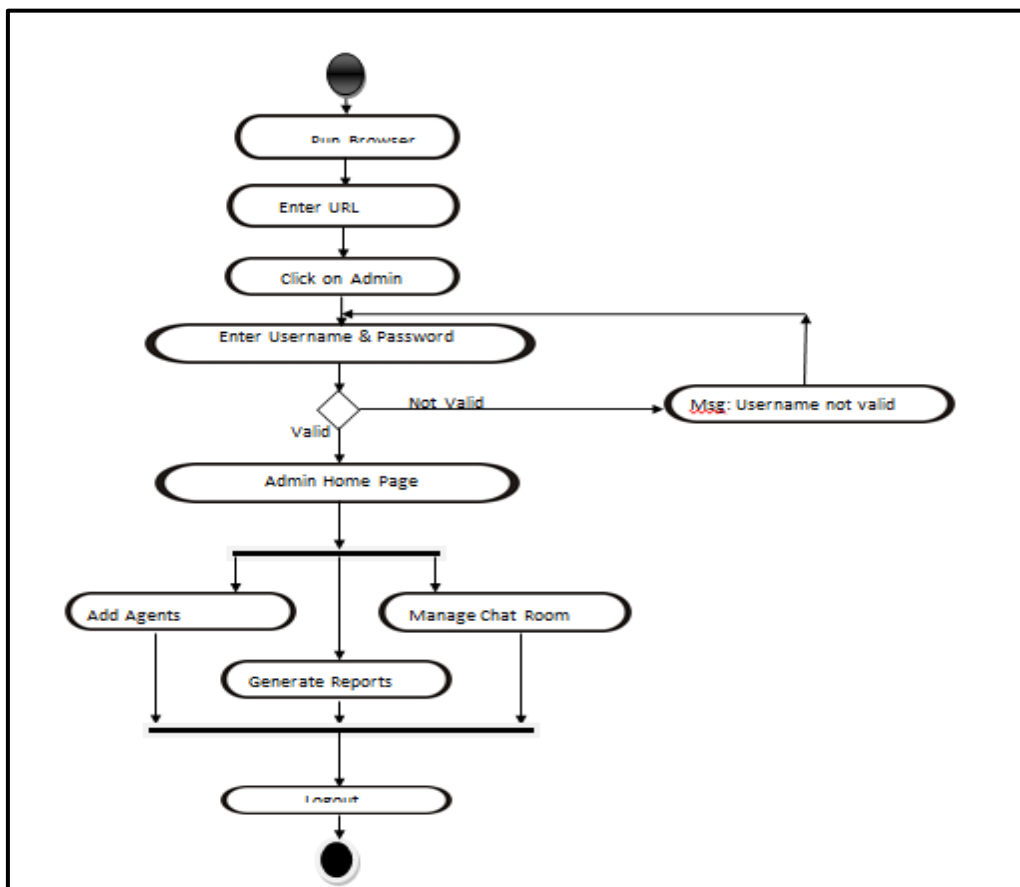 Run Browser
Enter URL
Click on Admin
Enter Username & Password
Not Valid
Msg: Username not valid
Valid
Admin Home Page
Add Agents
Manage Chat Room
Generate Reports
Logout